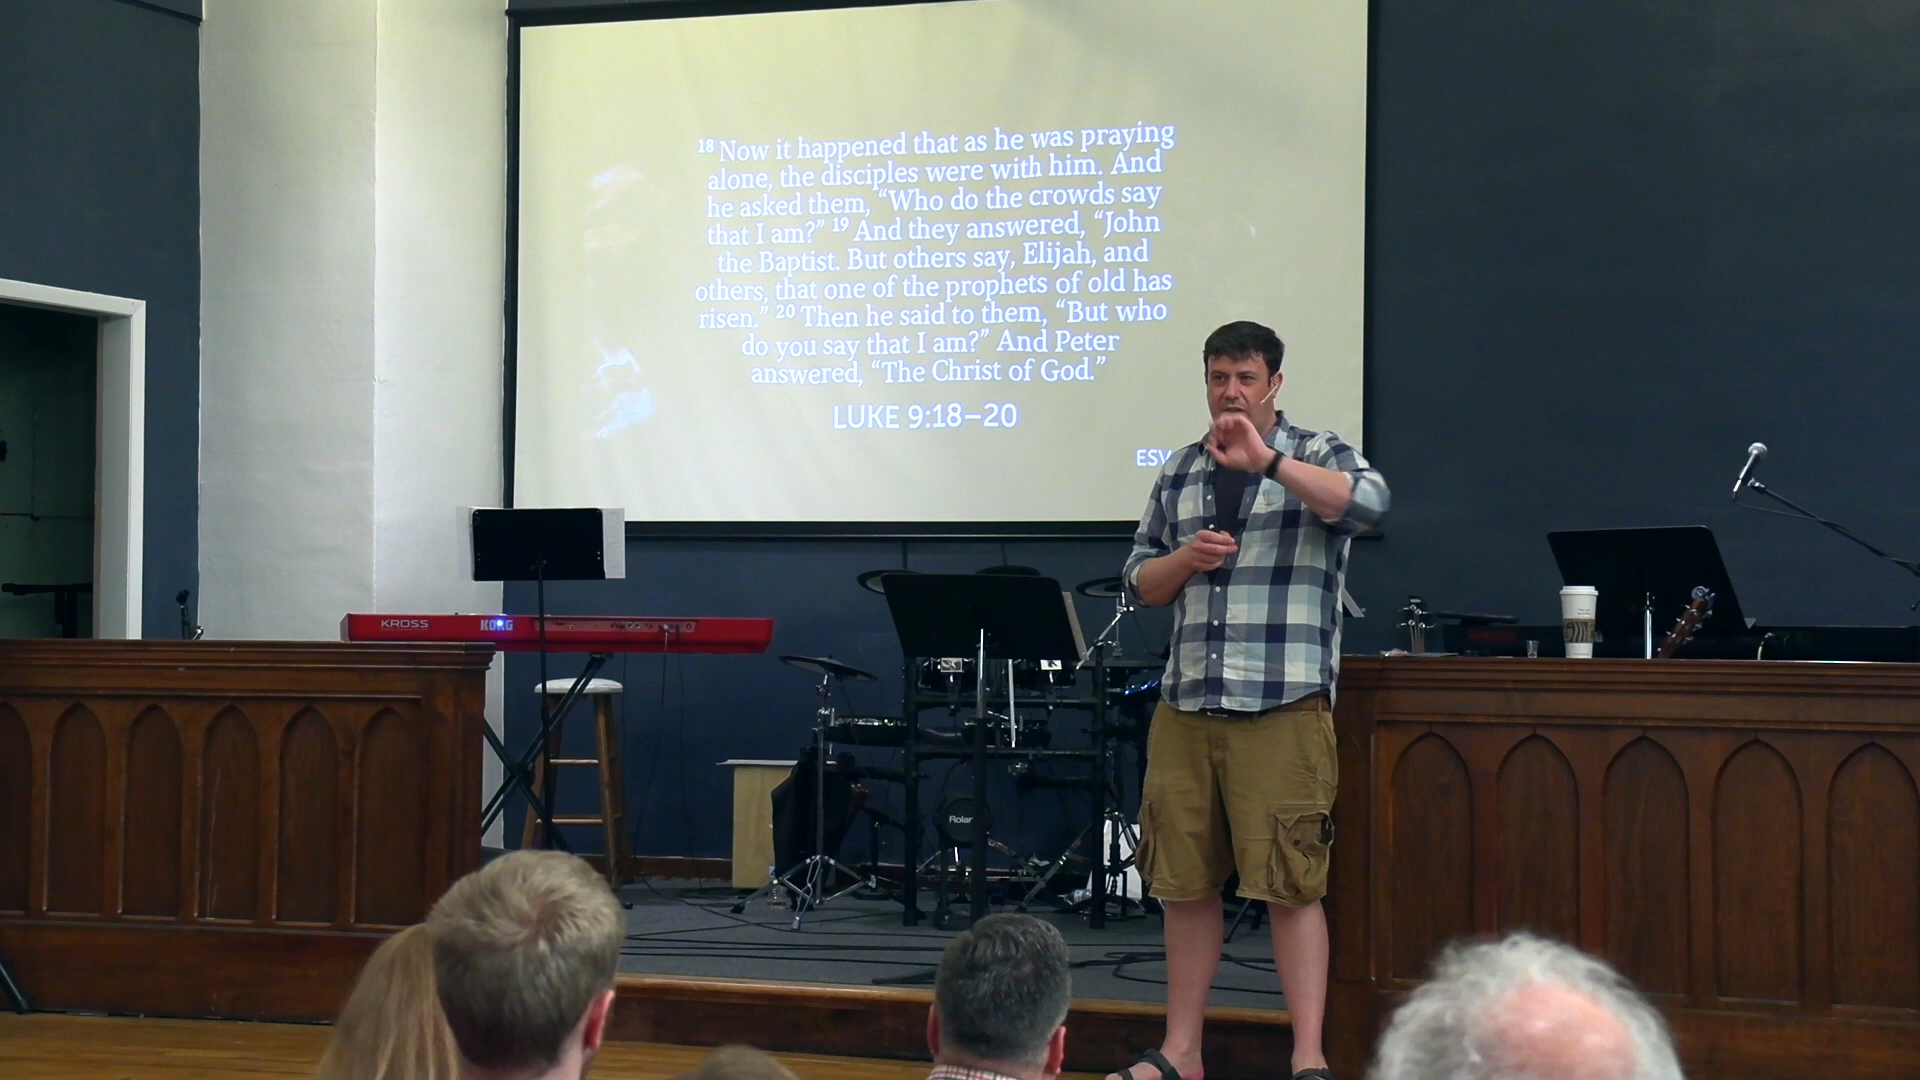 18 Now it happened that as he was praying
alone, the disciples were with him. And
he asked them, “Who do the crowds say
that I am?” 19 And they answered, “John
the Baptist. But others say, Elijah, and
others, that one of the prophets of old has
risen.” 20 Then he said to them, “But who
do you say that I am?” And Peter
answered, “The Christ of God.”
LUKE 9:18–20
ESV
KROSS
KORG
Roland